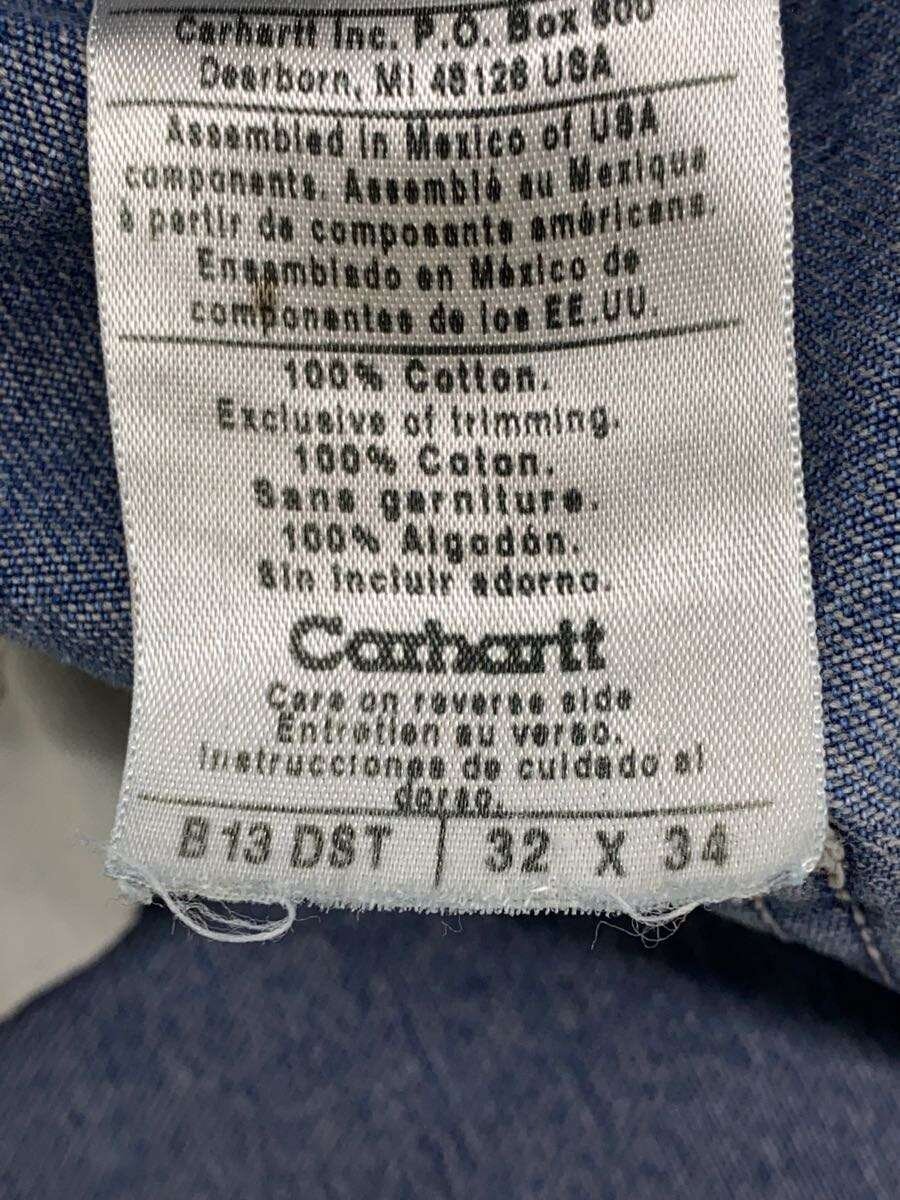 Carhartt Inc. P.O. Box 600
Dearborn, MI 48126 USA
Assembled in Mexico of USA
components. Assemblé au Mexique
à partir de composants américans.
Ensamblado en México de
componentes de los EE.UU.
100% Cotton.
Exclusive of trimming.
100% Coton.
Sans garniture.
100% Algodón.
Sin incluir adorno.
Carhartt
Care on reverse side
Entretien au verso.
Instrucciones de cuidado al
dorso.
B13 DST | 32 X 34